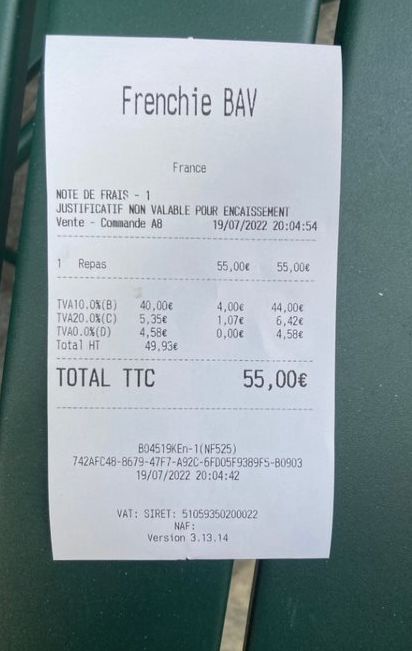 Frenchie BAV
France
NOTE DE FRAIS - 1
JUSTIFICATIF NON VALABLE POUR ENCAISSEMENT
Vente - Commande A8 19/07/2022 20:04:54
1 Repas 55,00€ 55,00€
TVA10.0%(B) 40,00€ 4,00€ 44,00€
TVA20.0%(C) 5,35€ 1,07€ 6,42€
TVA0.0%(D) 4,58€ 0,00€ 4,58€
Total HT 49,93€
TOTAL TTC 55,00€
B04519KEn-1(NF525)
742AFC48-8679-47F7-A92C-6FD05F9389F5-B0903
19/07/2022 20:04:42
VAT: SIRET: 51059350200022
NAF:
Version 3.13.14